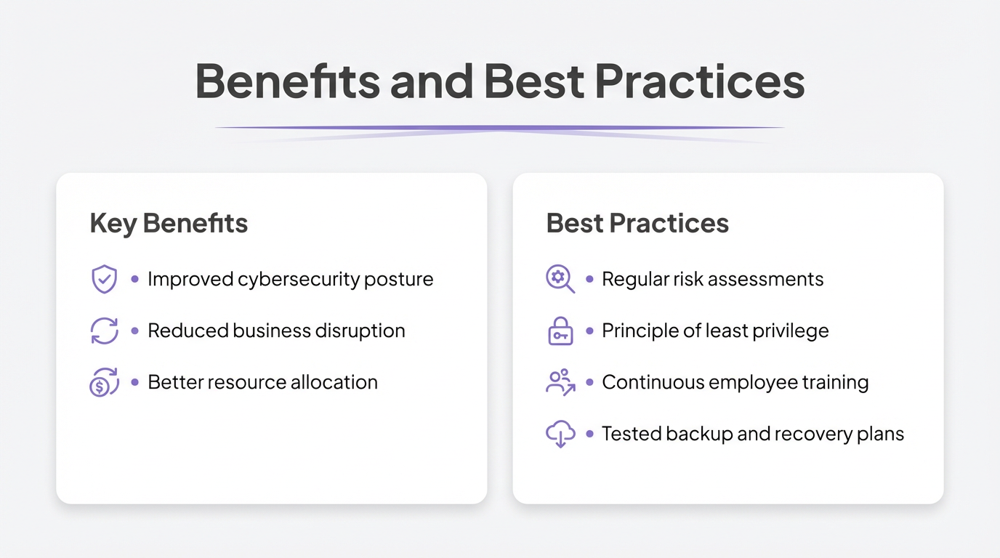 Benefits and Best Practices
Key Benefits
• Improved cybersecurity posture
• Reduced business disruption
• Better resource allocation
Best Practices
• Regular risk assessments
• Principle of least privilege
• Continuous employee training
• Tested backup and recovery plans